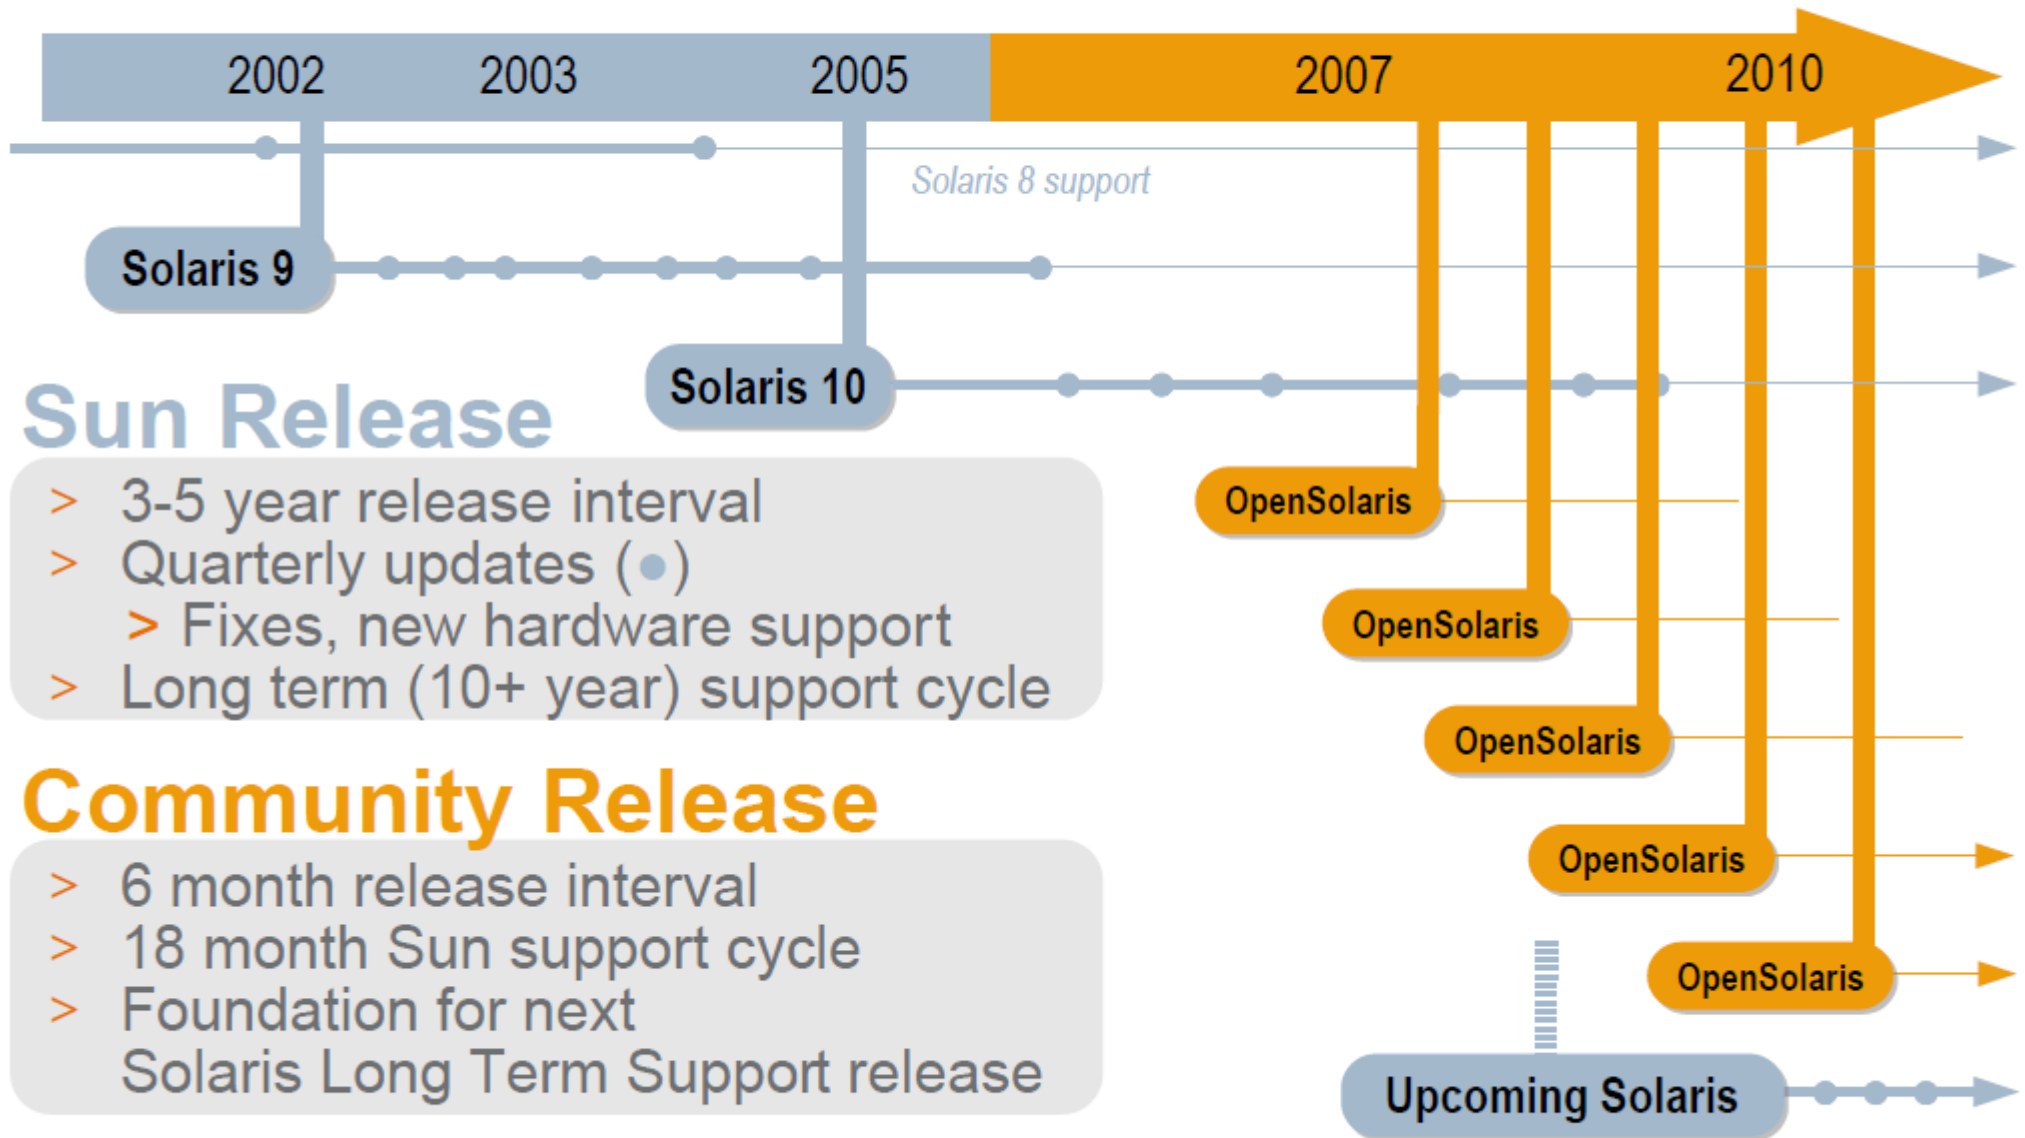 2002 2003 2005 2007 2010
Solaris 8 support
Solaris 9
Solaris 10
Sun Release
> 3-5 year release interval
> Quarterly updates (●)
> Fixes, new hardware support
> Long term (10+ year) support cycle
Community Release
> 6 month release interval
> 18 month Sun support cycle
> Foundation for next
Solaris Long Term Support release
OpenSolaris
OpenSolaris
OpenSolaris
OpenSolaris
OpenSolaris
Upcoming Solaris